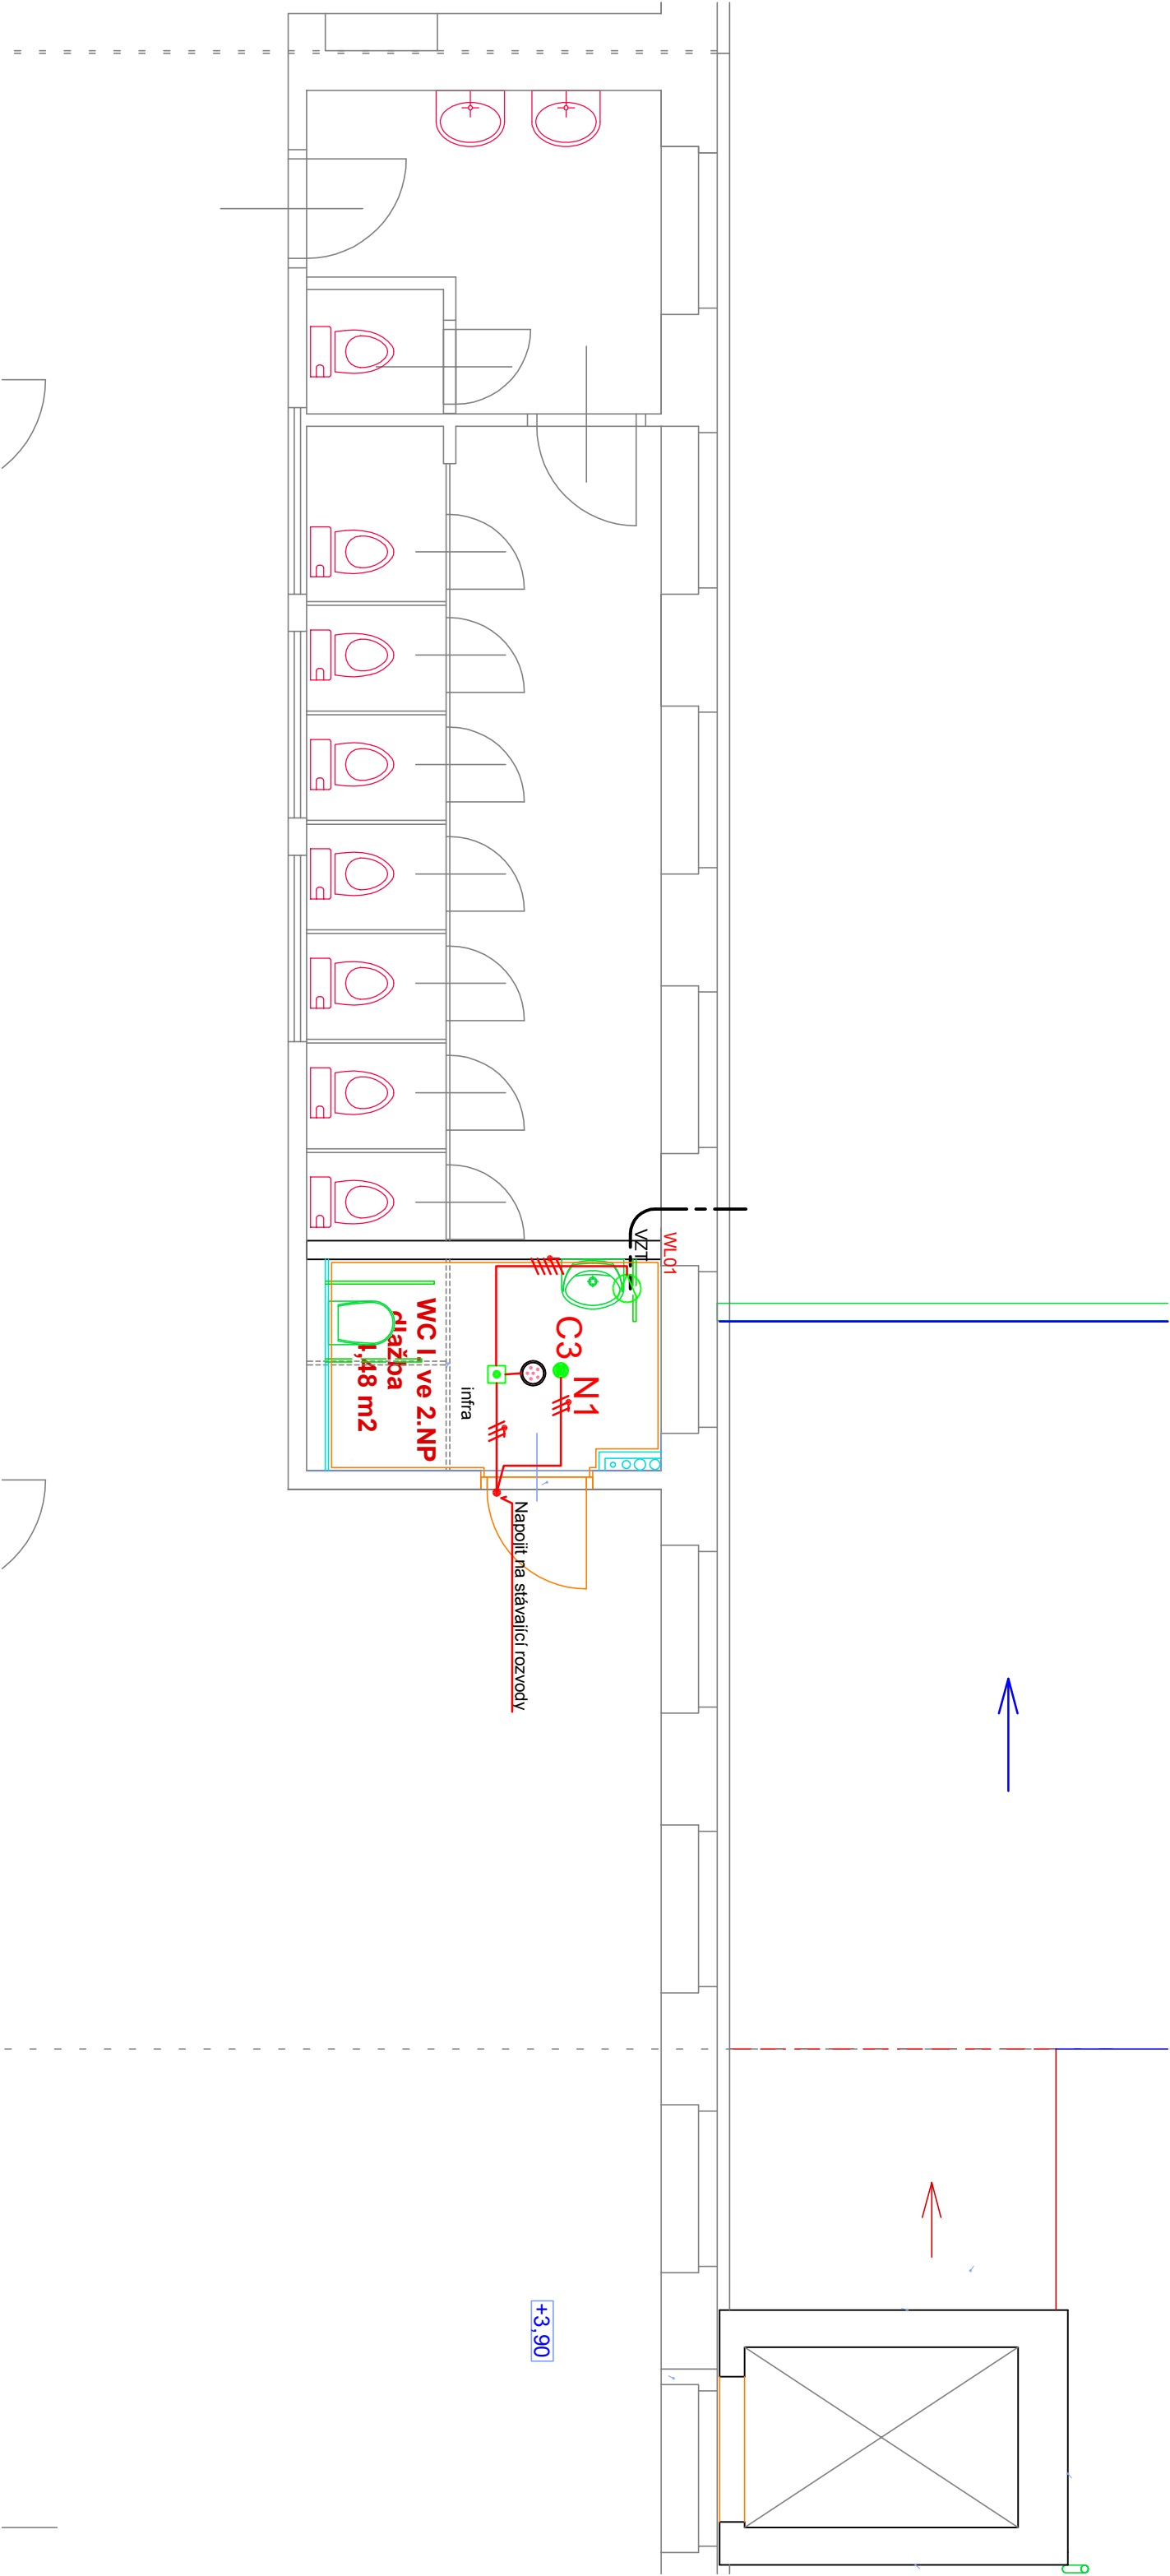 WL01
VZT
C3
N1
WC I ve 2.NP
dlažba
4,48 m2
infra
Napojit na stávající rozvody
+3,90